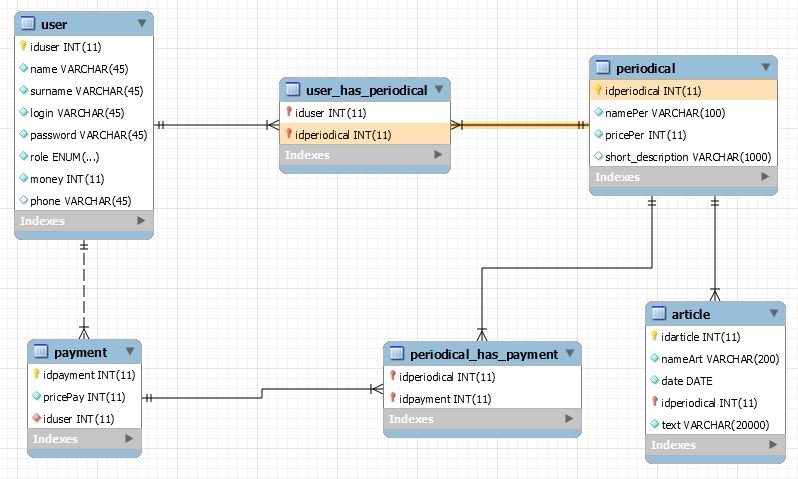 user
iduser INT(11)
name VARCHAR(45)
surname VARCHAR(45)
login VARCHAR(45)
password VARCHAR(45)
role ENUM(...)
money INT(11)
phone VARCHAR(45)
Indexes
user_has_periodical
iduser INT(11)
idperiodical INT(11)
Indexes
periodical
idperiodical INT(11)
namePer VARCHAR(100)
pricePer INT(11)
short_description VARCHAR(1000)
Indexes
payment
idpayment INT(11)
pricePay INT(11)
iduser INT(11)
Indexes
periodical_has_payment
idperiodical INT(11)
idpayment INT(11)
Indexes
article
idarticle INT(11)
nameArt VARCHAR(200)
date DATE
idperiodical INT(11)
text VARCHAR(20000)
Indexes